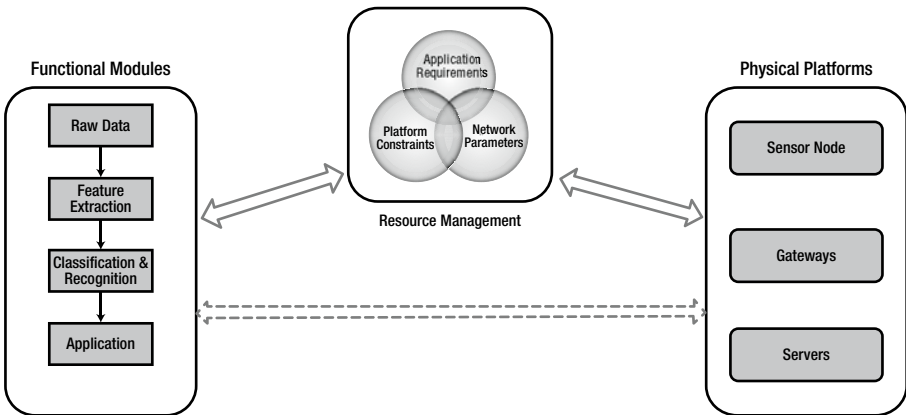 Functional Modules
Raw Data
Feature
Extraction
Classification &
Recognition
Application
Application
Requirements
Platform
Constraints
Network
Parameters
Resource Management
Physical Platforms
Sensor Node
Gateways
Servers